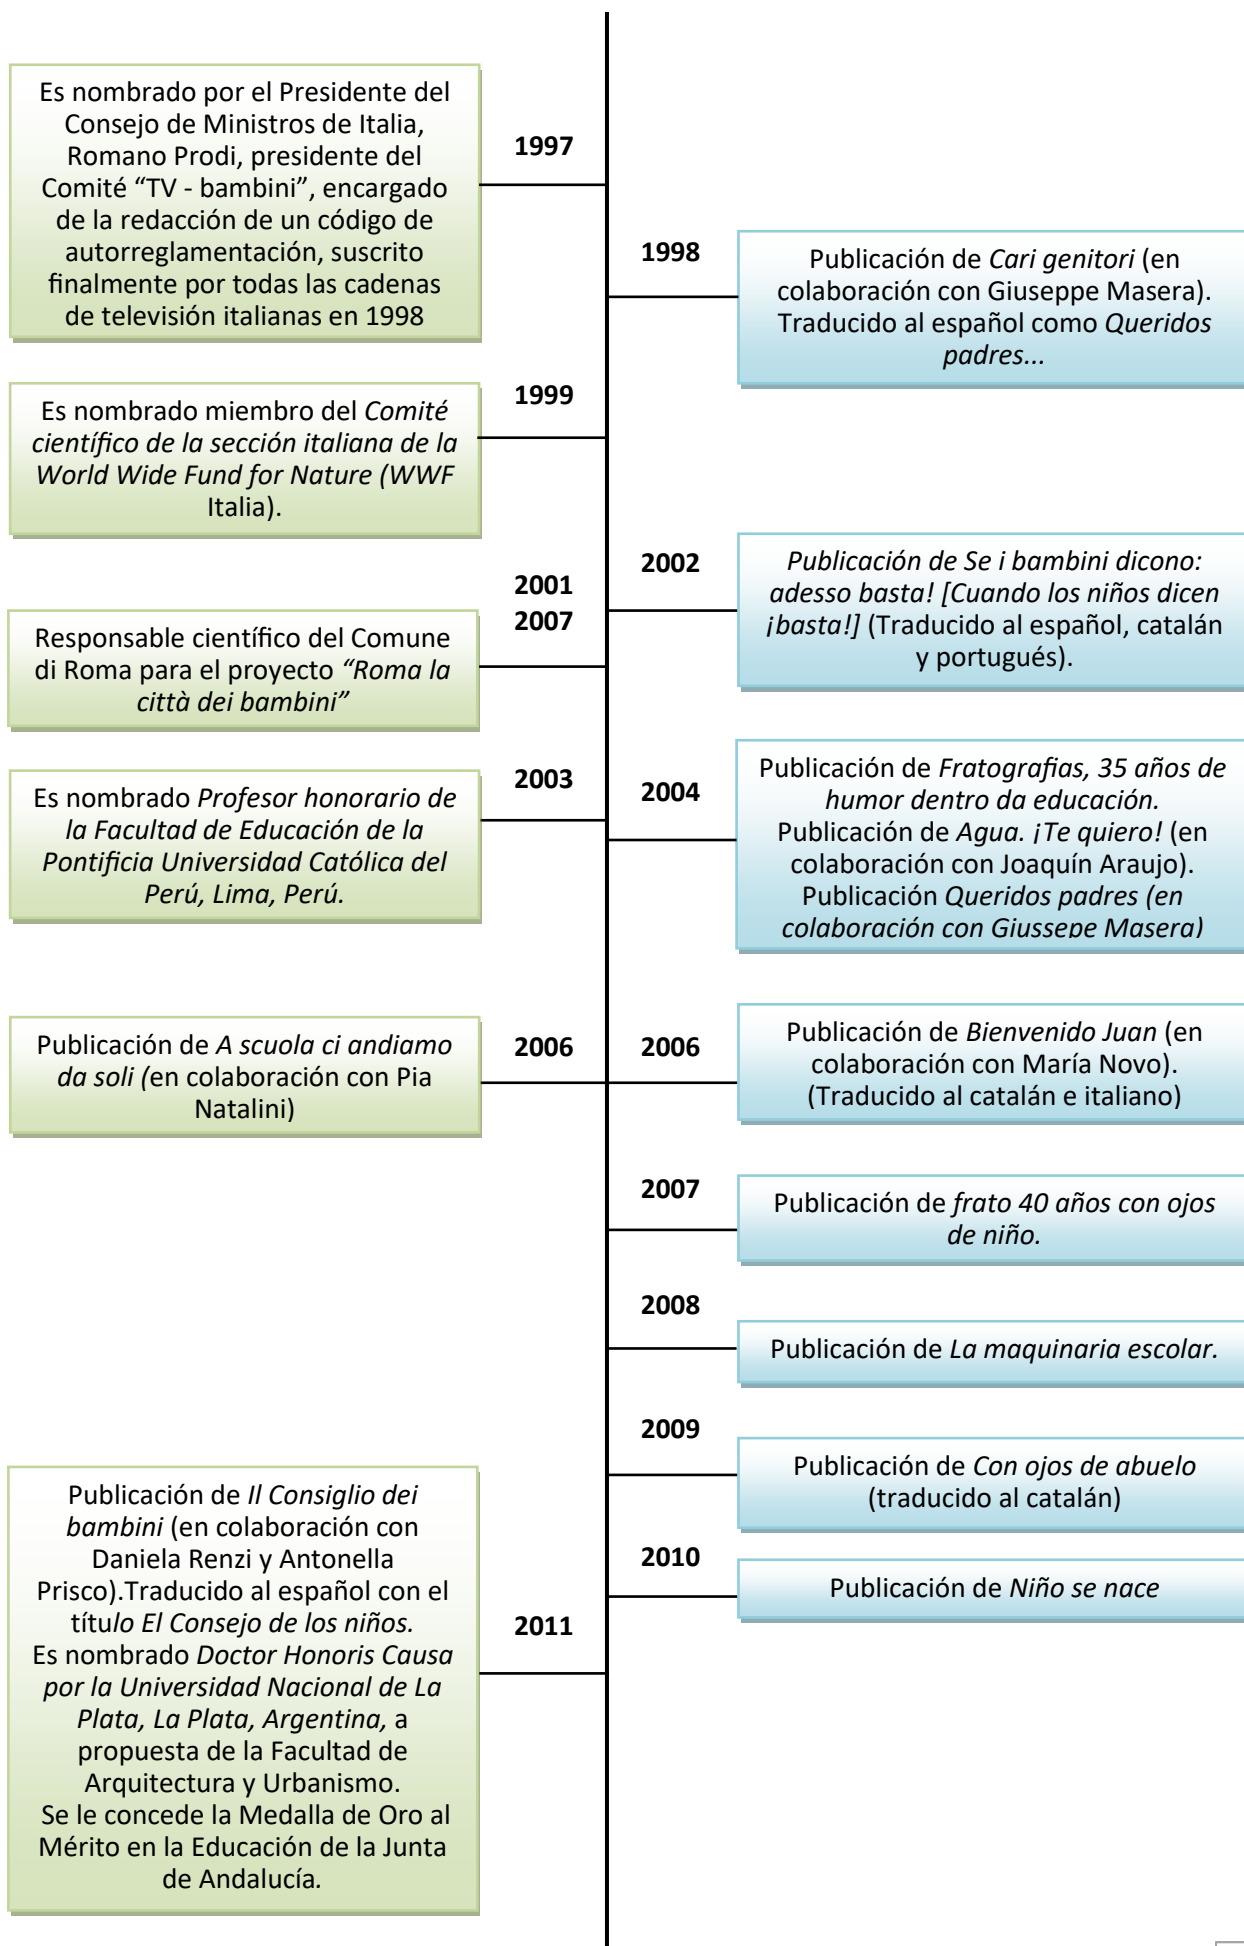 Es nombrado por el Presidente del
Consejo de Ministros de Italia,
Romano Prodi, presidente del
Comité “TV - bambini”, encargado
de la redacción de un código de
autorreglamentación, suscrito
finalmente por todas las cadenas
de televisión italianas en 1998
1997
1998
Publicación de Cari genitori (en
colaboración con Giuseppe Masera).
Traducido al español como Queridos
padres...
1999
Es nombrado miembro del Comité
científico de la sección italiana de la
World Wide Fund for Nature (WWF
Italia).
2002
Publicación de Se i bambini dicono:
adesso basta! [Cuando los niños dicen
¡basta!] (Traducido al español, catalán
y portugués).
2001
2007
Responsable científico del Comune
di Roma para el proyecto “Roma la
città dei bambini”
2003
Es nombrado Profesor honorario de
la Facultad de Educación de la
Pontificia Universidad Católica del
Perú, Lima, Perú.
2004
Publicación de Fratografias, 35 años de
humor dentro da educación.
Publicación de Agua. ¡Te quiero! (en
colaboración con Joaquín Araujo).
Publicación Queridos padres (en
colaboración con Giussepe Masera)
Publicación de A scuola ci andiamo
da soli (en colaboración con Pia
Natalini)
2006
2006
Publicación de Bienvenido Juan (en
colaboración con María Novo).
(Traducido al catalán e italiano)
2007
Publicación de frato 40 años con ojos
de niño.
2008
Publicación de La maquinaria escolar.
2009
Publicación de Con ojos de abuelo
(traducido al catalán)
2010
Publicación de Niño se nace
2011
Publicación de Il Consiglio dei
bambini (en colaboración con
Daniela Renzi y Antonella
Prisco).Traducido al español con el
título El Consejo de los niños.
Es nombrado Doctor Honoris Causa
por la Universidad Nacional de La
Plata, La Plata, Argentina, a
propuesta de la Facultad de
Arquitectura y Urbanismo.
Se le concede la Medalla de Oro al
Mérito en la Educación de la Junta
de Andalucía.